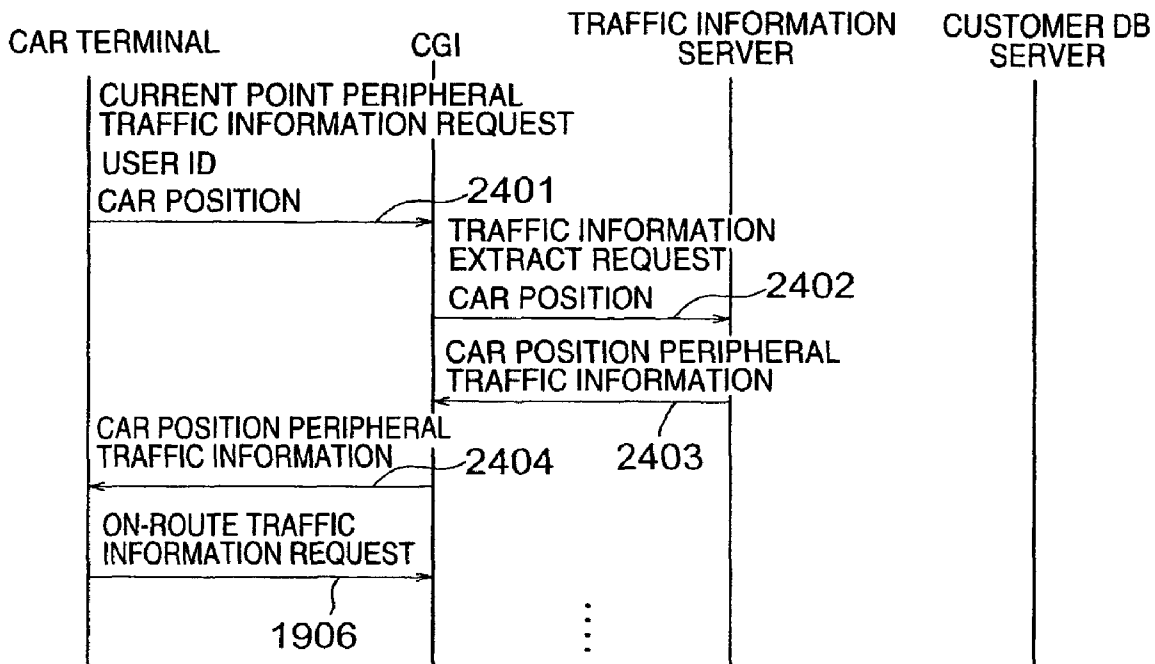 CAR TERMINAL
CGI
TRAFFIC INFORMATION
SERVER
CUSTOMER DB
SERVER
CURRENT POINT PERIPHERAL
TRAFFIC INFORMATION REQUEST
USER ID
CAR POSITION
2401
TRAFFIC INFORMATION
EXTRACT REQUEST
CAR POSITION
2402
CAR POSITION PERIPHERAL
TRAFFIC INFORMATION
2403
CAR POSITION PERIPHERAL
TRAFFIC INFORMATION
2404
ON-ROUTE TRAFFIC
INFORMATION REQUEST
1906